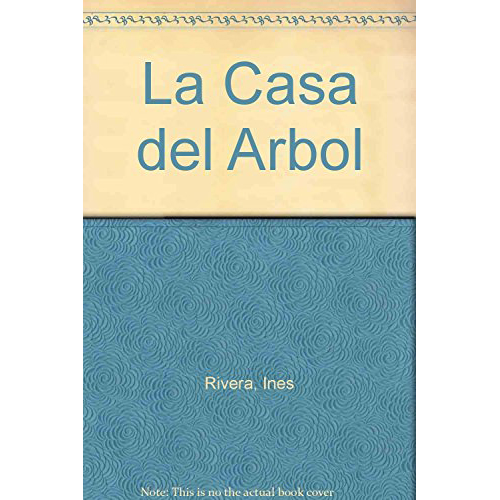 La Casa
del Arbol
Rivera, Ines
Note: This is no the actual book cover